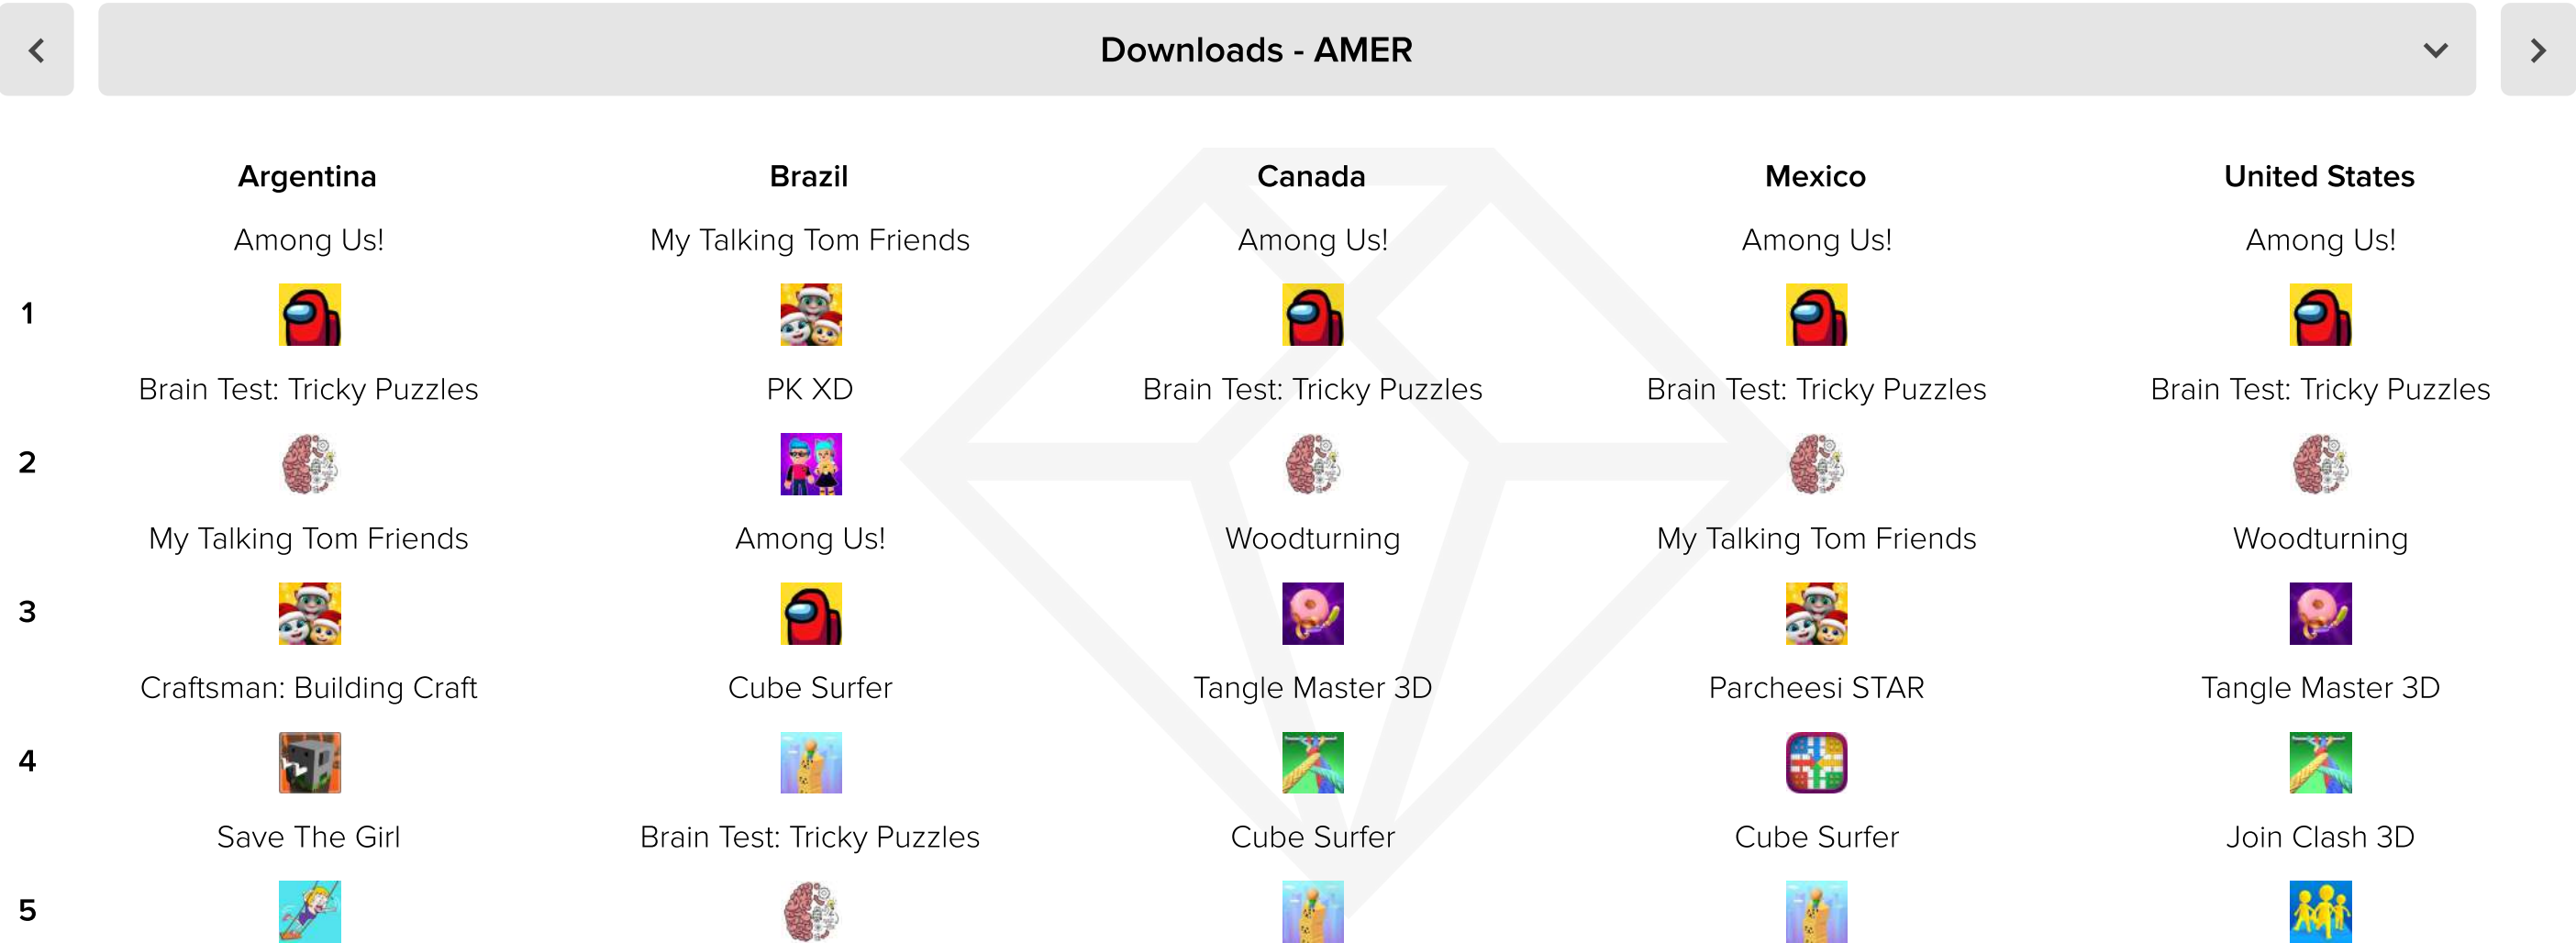 Downloads - AMER
Argentina Brazil Canada Mexico United States
Among Us! My Talking Tom Friends Among Us! Among Us! Among Us!
1
Brain Test: Tricky Puzzles PK XD Brain Test: Tricky Puzzles Brain Test: Tricky Puzzles Brain Test: Tricky Puzzles
2
My Talking Tom Friends Among Us! Woodturning My Talking Tom Friends Woodturning
3
Craftsman: Building Craft Cube Surfer Tangle Master 3D Parcheesi STAR Tangle Master 3D
4
Save The Girl Brain Test: Tricky Puzzles Cube Surfer Cube Surfer Join Clash 3D
5